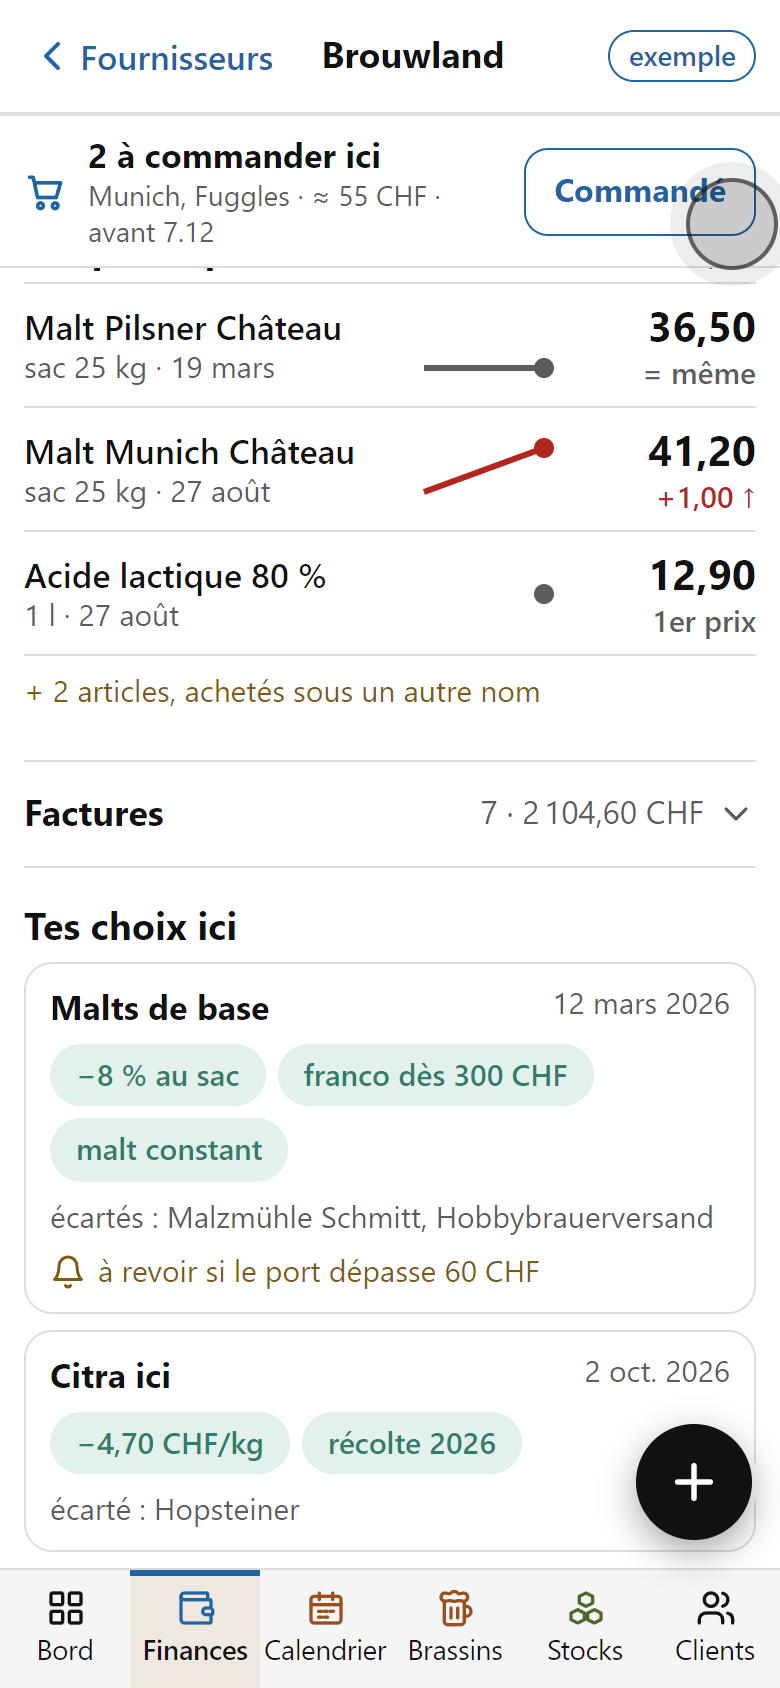 Fournisseurs
Brouwland
exemple
2 à commander ici
Munich, Fuggles · ≈ 55 CHF ·
avant 7.12
Commandé
Malt Pilsner Château
36,50
sac 25 kg · 19 mars
= même
Malt Munich Château
41,20
sac 25 kg · 27 août
+1,00 ↑
Acide lactique 80 %
12,90
1 l · 27 août
1er prix
+ 2 articles, achetés sous un autre nom
Factures
7 · 2 104,60 CHF
Tes choix ici
Malts de base
12 mars 2026
−8 % au sac
franco dès 300 CHF
malt constant
écartés : Malzmühle Schmitt, Hobbybrauerversand
à revoir si le port dépasse 60 CHF
Citra ici
2 oct. 2026
−4,70 CHF/kg
récolte 2026
écarté : Hopsteiner
Bord
Finances
Calendrier
Brassins
Stocks
Clients